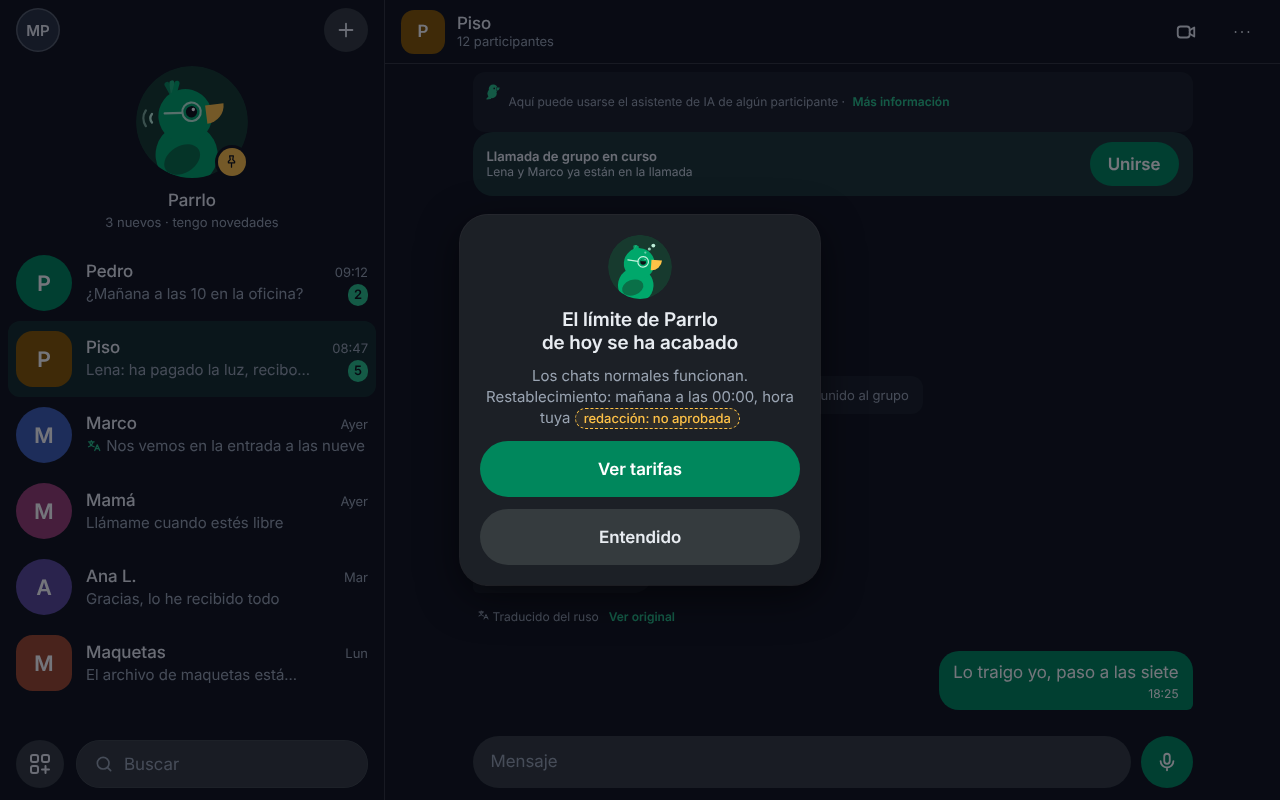 MP
Parrlo
3 nuevos · tengo novedades
P
Pedro
09:12
¿Mañana a las 10 en la oficina?
2
P
Piso
08:47
Lena: ha pagado la luz, recibo...
5
M
Marco
Ayer
Nos vemos en la entrada a las nueve
M
Mamá
Ayer
Llámame cuando estés libre
A
Ana L.
Mar
Gracias, lo he recibido todo
M
Maquetas
Lun
El archivo de maquetas está...
Buscar
P
Piso
12 participantes
Aquí puede usarse el asistente de IA de algún participante · Más información
Llamada de grupo en curso
Lena y Marco ya están en la llamada
Unirse
unido al grupo
El límite de Parrlo
de hoy se ha acabado
Los chats normales funcionan.
Restablecimiento: mañana a las 00:00, hora
tuya redacción: no aprobada
Ver tarifas
Entendido
Traducido del ruso Ver original
Lo traigo yo, paso a las siete
18:25
Mensaje